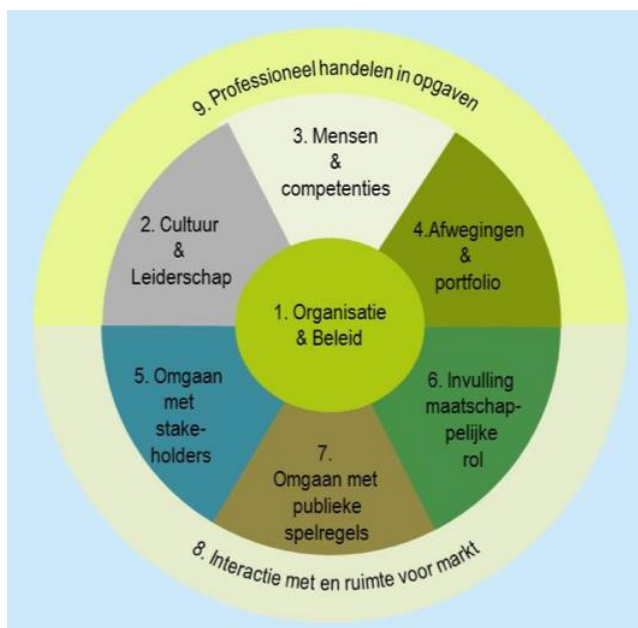 9. Professioneel handelen in opgaven
3. Mensen
&
competenties
2. Cultuur
&
Leiderschap
4.Afwegingen
&
portfolio
1. Organisatie
& Beleid
5. Omgaan
met
stake-
holders
6. Invulling
maatschap-
pelijke
rol
7.
Omgaan met
publieke
spelregels
8. Interactie met en ruimte voor markt